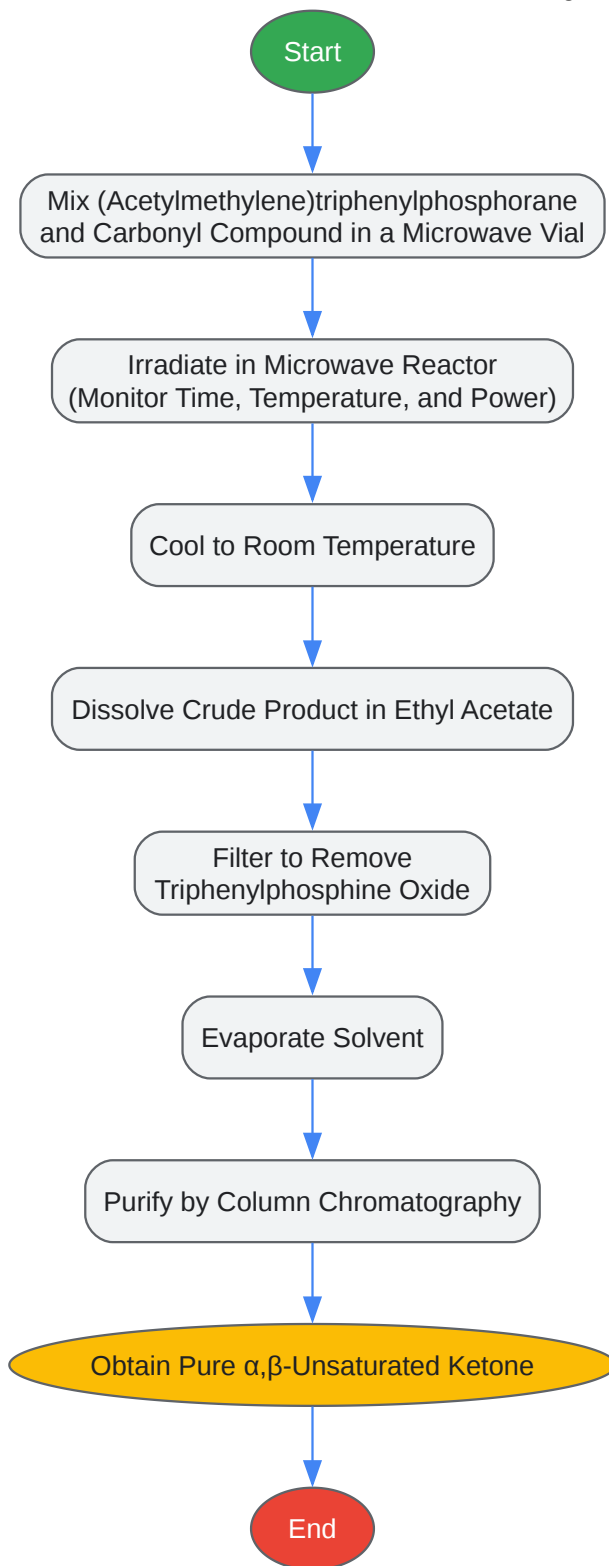 Start
Mix (Acetylmethylene)triphenylphosphorane
and Carbonyl Compound in a Microwave Vial
Irradiate in Microwave Reactor
(Monitor Time, Temperature, and Power)
Cool to Room Temperature
Dissolve Crude Product in Ethyl Acetate
Filter to Remove
Triphenylphosphine Oxide
Evaporate Solvent
Purify by Column Chromatography
Obtain Pure α,β-Unsaturated Ketone
End